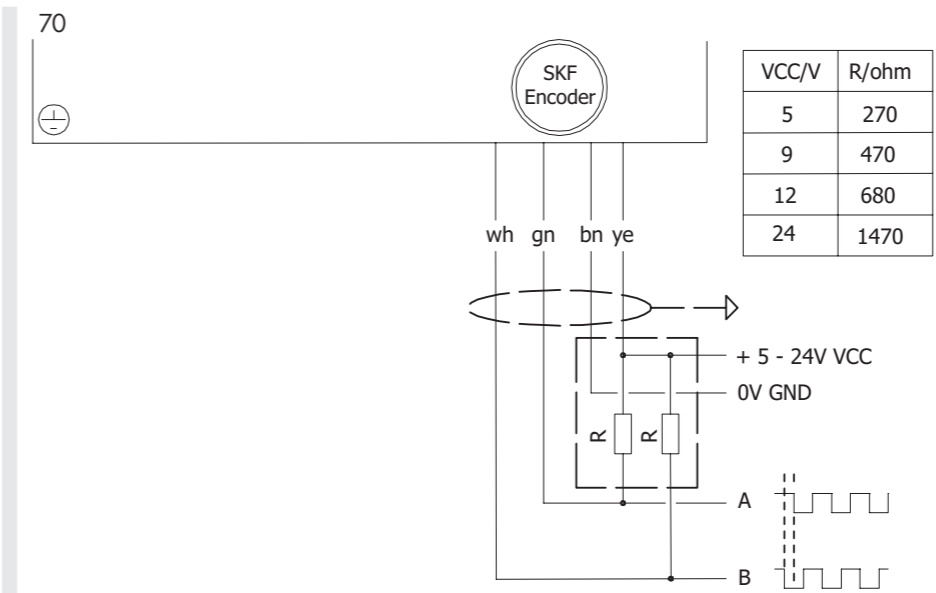 70
SKF
Encoder
VCC/V R/ohm
5 270
9 470
12 680
24 1470
wh gn bn ye
+ 5 - 24V VCC
0V GND
R R
A
B